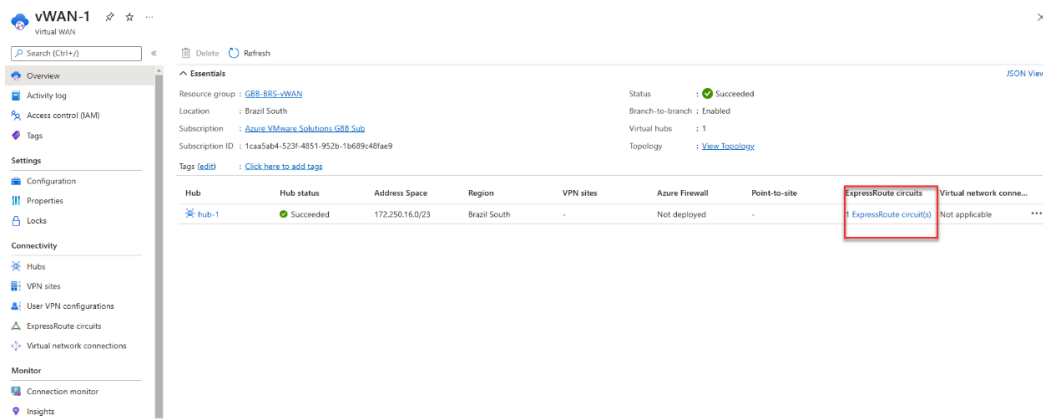 vWAN-1
Virtual WAN
Search (Ctrl+/)
Overview
Activity log
Access control (IAM)
Tags
Settings
Configuration
Properties
Locks
Connectivity
Hubs
VPN sites
User VPN configurations
ExpressRoute circuits
Virtual network connections
Monitor
Connection monitor
Insights
Delete Refresh
Essentials JSON View
Resource group : GBB-BRS-vWAN Status : Succeeded
Location : Brazil South Branch-to-branch : Enabled
Subscription : Azure VMware Solutions GBB Sub Virtual hubs : 1
Subscription ID : 1caa5ab4-523f-4851-952b-1b689c48fae9 Topology : View Topology
Tags (edit) : Click here to add tags
Hub Hub status Address Space Region VPN sites Azure Firewall Point-to-site ExpressRoute circuits Virtual network conne...
hub-1 Succeeded 172.250.16.0/23 Brazil South - Not deployed - 1 ExpressRoute circuit(s) Not applicable